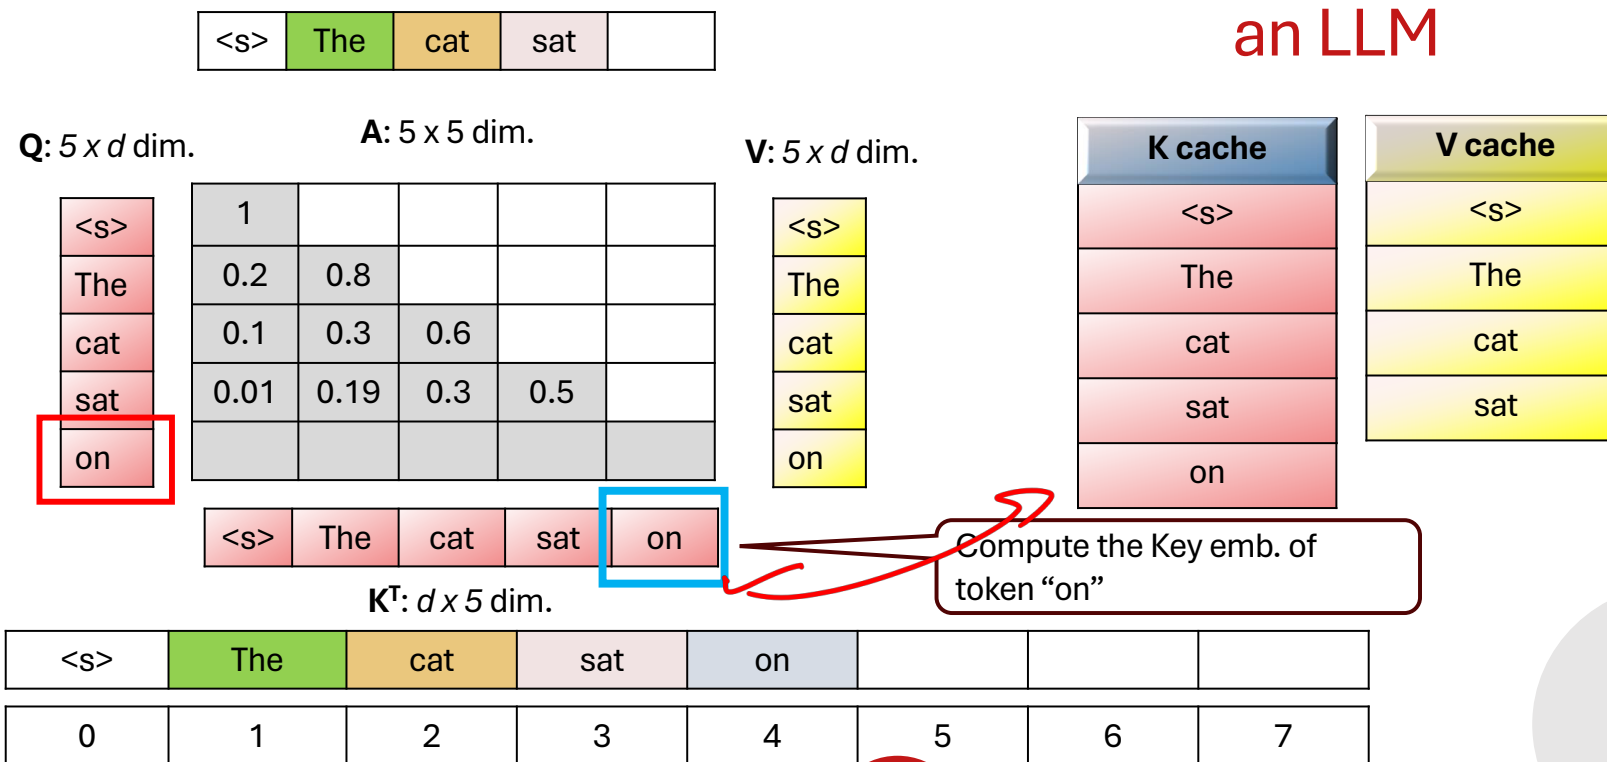 an LLM
<s> The cat sat
Q: 5 x d dim.
A: 5 x 5 dim.
V: 5 x d dim.
<s>
The
cat
sat
on
1
0.2 0.8
0.1 0.3 0.6
0.01 0.19 0.3 0.5
<s> The cat sat on
Kᵀ: d x 5 dim.
<s>
The
cat
sat
on
K cache
<s>
The
cat
sat
on
V cache
<s>
The
cat
sat
Compute the Key emb. of
token “on”
<s> The cat sat on
0 1 2 3 4 5 6 7